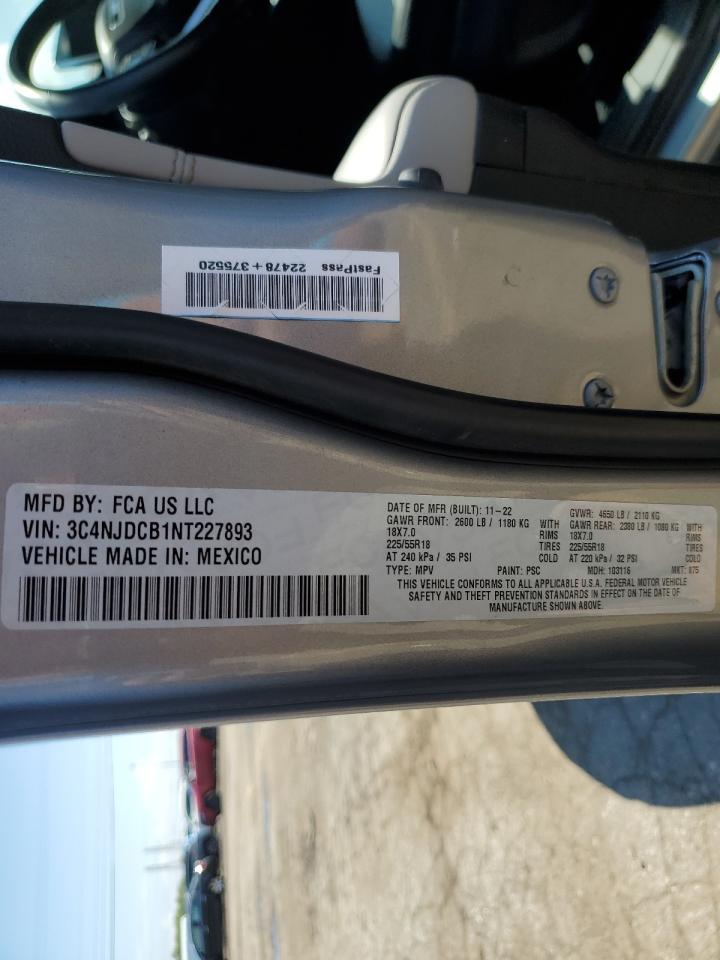 FastPass 22478+375520
MFD BY: FCA US LLC
VIN: 3C4NJDCB1NT227893
VEHICLE MADE IN: MEXICO
DATE OF MFR (BUILT): 11-22
GAWR FRONT: 2600 LB / 1180 KG WITH
18X7.0 RIMS
225/55R18 TIRES
AT 240 kPa / 35 PSI COLD
GVWR: 4650 LB / 2110 KG
GAWR REAR: 2380 LB / 1080 KG WITH
18X7.0 RIMS
225/55R18 TIRES
AT 220 kPa / 32 PSI COLD
TYPE: MPV PAINT: PSC MDH: 103116 MKT: 875
THIS VEHICLE CONFORMS TO ALL APPLICABLE U.S.A. FEDERAL MOTOR VEHICLE
SAFETY AND THEFT PREVENTION STANDARDS IN EFFECT ON THE DATE OF
MANUFACTURE SHOWN ABOVE.